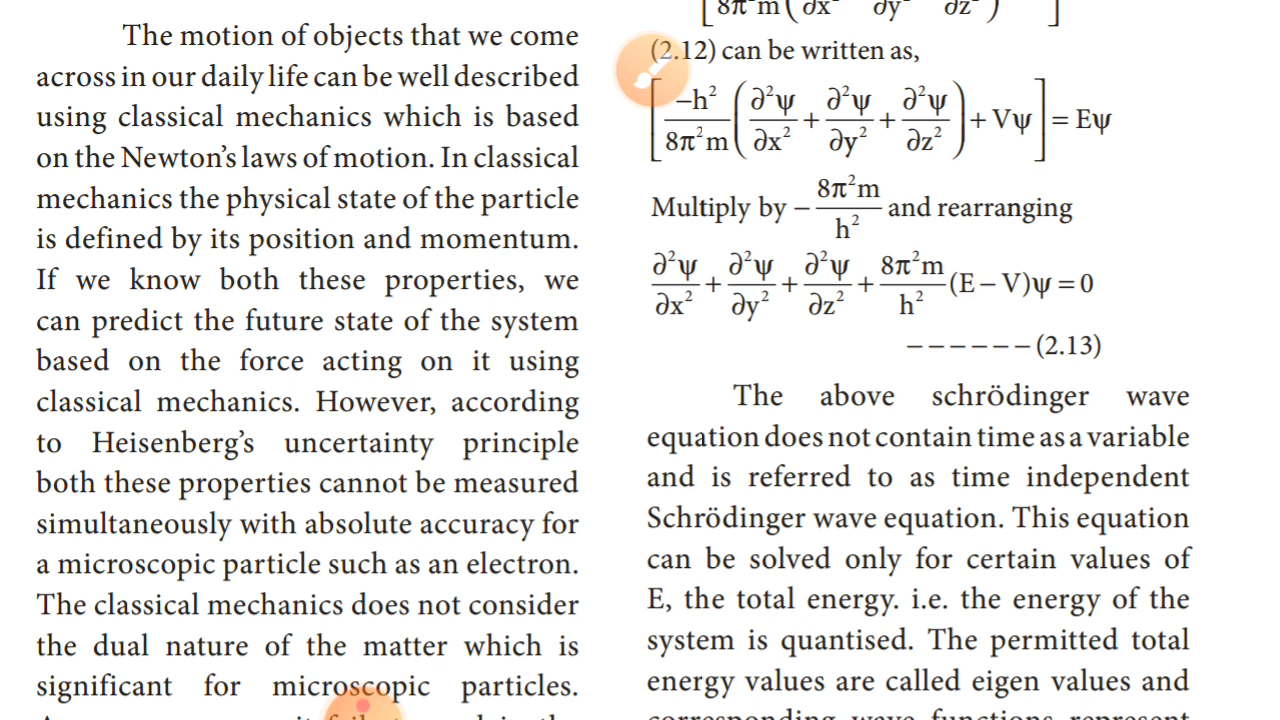 The motion of objects that we come
across in our daily life can be well described
using classical mechanics which is based
on the Newton's laws of motion. In classical
mechanics the physical state of the particle
is defined by its position and momentum.
If we know both these properties, we
can predict the future state of the system
based on the force acting on it using
classical mechanics. However, according
to Heisenberg's uncertainty principle
both these properties cannot be measured
simultaneously with absolute accuracy for
a microscopic particle such as an electron.
The classical mechanics does not consider
the dual nature of the matter which is
significant for microscopic particles.
(2.12) can be written as,
[−h²/8π²m (∂²ψ/∂x² + ∂²ψ/∂y² + ∂²ψ/∂z²) + Vψ] = Eψ
Multiply by − 8π²m/h² and rearranging
∂²ψ/∂x² + ∂²ψ/∂y² + ∂²ψ/∂z² + 8π²m/h² (E − V)ψ = 0
− − − − − − (2.13)
The above schrödinger wave
equation does not contain time as a variable
and is referred to as time independent
Schrödinger wave equation. This equation
can be solved only for certain values of
E, the total energy. i.e. the energy of the
system is quantised. The permitted total
energy values are called eigen values and
corresponding wave functions represent